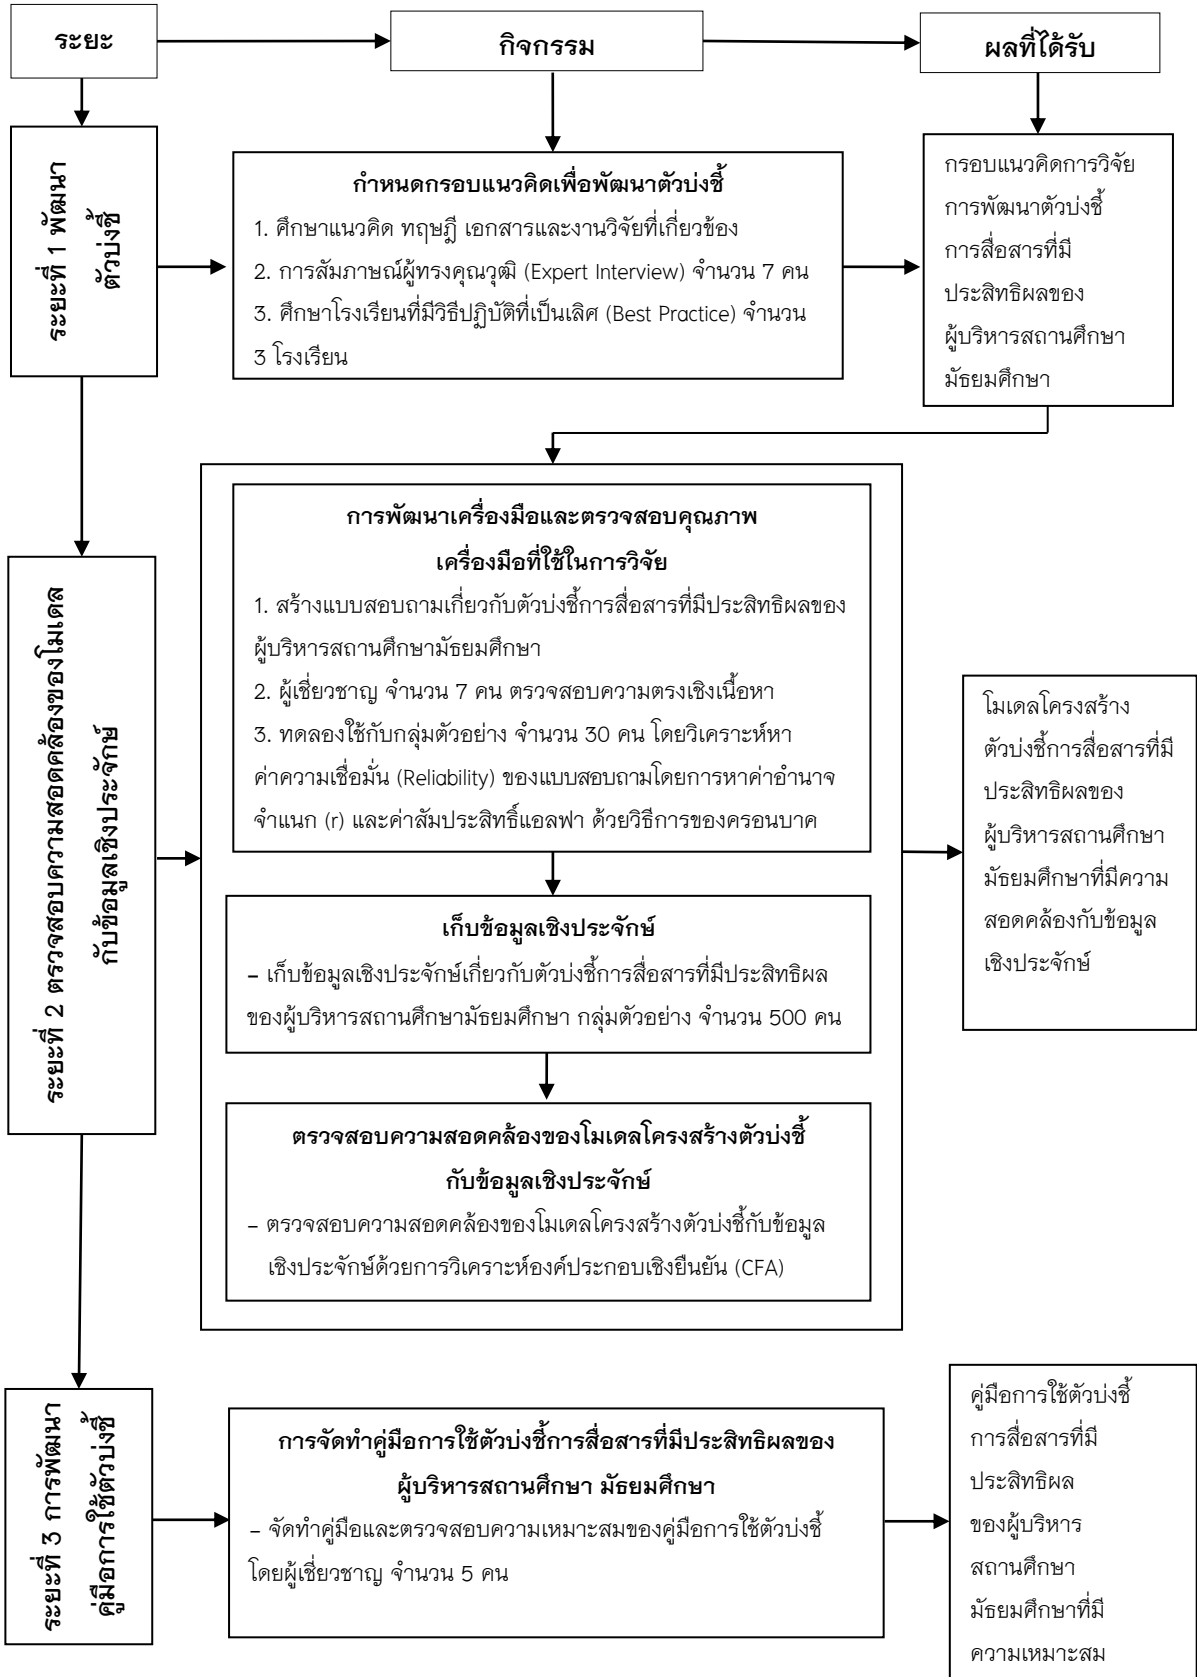 ระยะ
กิจกรรม
ผลที่ได้รับ
ระยะที่ 1 พัฒนา
ตัวบ่งชี้
กำหนดกรอบแนวคิดเพื่อพัฒนาตัวบ่งชี้
1. ศึกษาแนวคิด ทฤษฎี เอกสารและงานวิจัยที่เกี่ยวข้อง
2. การสัมภาษณ์ผู้ทรงคุณวุฒิ (Expert Interview) จำนวน 7 คน
3. ศึกษาโรงเรียนที่มีวิธีปฏิบัติที่เป็นเลิศ (Best Practice) จำนวน
3 โรงเรียน
กรอบแนวคิดการวิจัย
การพัฒนาตัวบ่งชี้
การสื่อสารที่มี
ประสิทธิผลของ
ผู้บริหารสถานศึกษา
มัธยมศึกษา
ระยะที่ 2 ตรวจสอบความสอดคล้องของโมเดล
กับข้อมูลเชิงประจักษ์
การพัฒนาเครื่องมือและตรวจสอบคุณภาพ
เครื่องมือที่ใช้ในการวิจัย
1. สร้างแบบสอบถามเกี่ยวกับตัวบ่งชี้การสื่อสารที่มีประสิทธิผลของ
ผู้บริหารสถานศึกษามัธยมศึกษา
2. ผู้เชี่ยวชาญ จำนวน 7 คน ตรวจสอบความตรงเชิงเนื้อหา
3. ทดลองใช้กับกลุ่มตัวอย่าง จำนวน 30 คน โดยวิเคราะห์หา
ค่าความเชื่อมั่น (Reliability) ของแบบสอบถามโดยการหาค่าอำนาจ
จำแนก (r) และค่าสัมประสิทธิ์แอลฟา ด้วยวิธีการของครอนบาค
เก็บข้อมูลเชิงประจักษ์
– เก็บข้อมูลเชิงประจักษ์เกี่ยวกับตัวบ่งชี้การสื่อสารที่มีประสิทธิผล
ของผู้บริหารสถานศึกษามัธยมศึกษา กลุ่มตัวอย่าง จำนวน 500 คน
ตรวจสอบความสอดคล้องของโมเดลโครงสร้างตัวบ่งชี้
กับข้อมูลเชิงประจักษ์
– ตรวจสอบความสอดคล้องของโมเดลโครงสร้างตัวบ่งชี้กับข้อมูล
เชิงประจักษ์ด้วยการวิเคราะห์องค์ประกอบเชิงยืนยัน (CFA)
โมเดลโครงสร้าง
ตัวบ่งชี้การสื่อสารที่มี
ประสิทธิผลของ
ผู้บริหารสถานศึกษา
มัธยมศึกษาที่มีความ
สอดคล้องกับข้อมูล
เชิงประจักษ์
ระยะที่ 3 การพัฒนา
คู่มือการใช้ตัวบ่งชี้
การจัดทำคู่มือการใช้ตัวบ่งชี้การสื่อสารที่มีประสิทธิผลของ
ผู้บริหารสถานศึกษา มัธยมศึกษา
– จัดทำคู่มือและตรวจสอบความเหมาะสมของคู่มือการใช้ตัวบ่งชี้
โดยผู้เชี่ยวชาญ จำนวน 5 คน
คู่มือการใช้ตัวบ่งชี้
การสื่อสารที่มี
ประสิทธิผล
ของผู้บริหาร
สถานศึกษา
มัธยมศึกษาที่มี
ความเหมาะสม